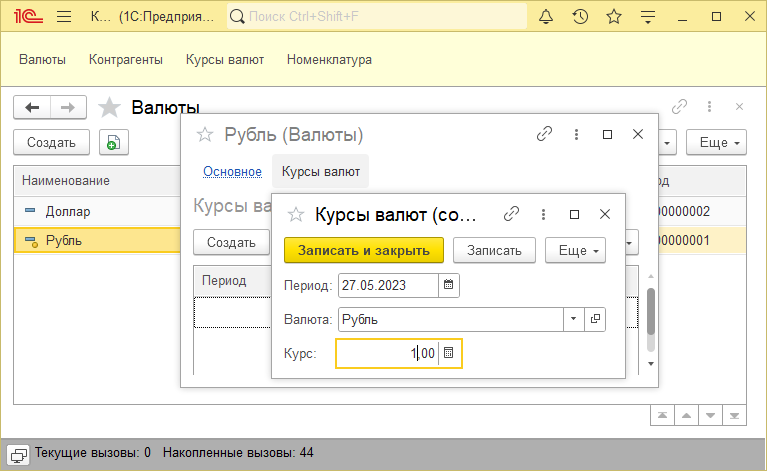 1С К... (1С:Предприя... Поиск Ctrl+Shift+F
Валюты Контрагенты Курсы валют Номенклатура
Валюты
Создать Еще
Наименование од
Доллар 00000002
Рубль 00000001
Рубль (Валюты)
Основное Курсы валют
Курсы ва
Создать
Период
Курсы валют (со...
Записать и закрыть Записать Еще
Период: 27.05.2023
Валюта: Рубль
Курс: 1,00
Текущие вызовы: 0 Накопленные вызовы: 44